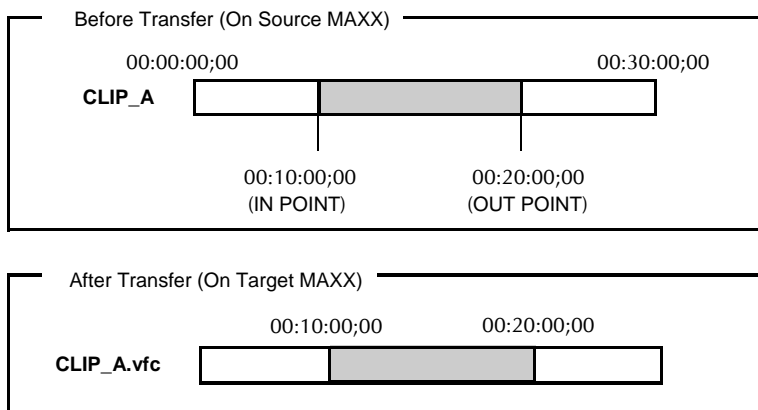 Before Transfer (On Source MAXX)
00:00:00;00 00:30:00;00
CLIP_A
00:10:00;00 00:20:00;00
(IN POINT) (OUT POINT)
After Transfer (On Target MAXX)
00:10:00;00 00:20:00;00
CLIP_A.vfc